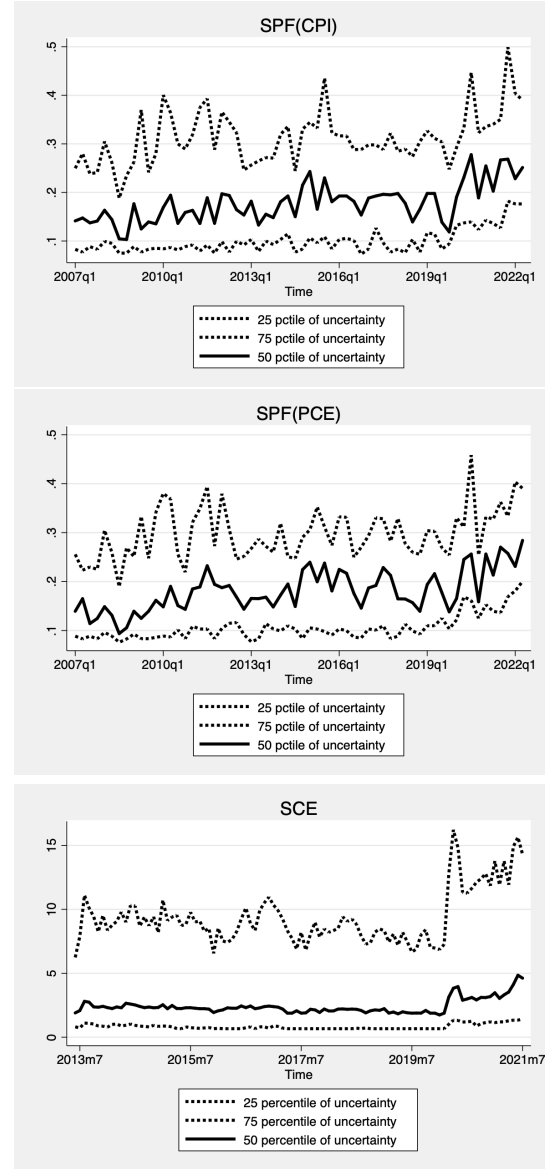 SPF(CPI)
.5
.4
.3
.2
.1
2007q1 2010q1 2013q1 2016q1 2019q1 2022q1
Time
25 pctile of uncertainty
75 pctile of uncertainty
50 pctile of uncertainty
SPF(PCE)
.5
.4
.3
.2
.1
2007q1 2010q1 2013q1 2016q1 2019q1 2022q1
Time
25 pctile of uncertainty
75 pctile of uncertainty
50 pctile of uncertainty
SCE
15
10
5
0
2013m7 2015m7 2017m7 2019m7 2021m7
Time
25 percentile of uncertainty
75 percentile of uncertainty
50 percentile of uncertainty